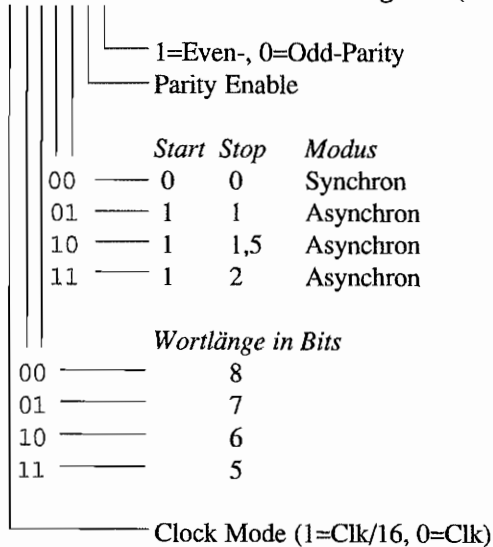 1=Even-, 0=Odd-Parity
Parity Enable
Start Stop Modus
00 0 0 Synchron
01 1 1 Asynchron
10 1 1,5 Asynchron
11 1 2 Asynchron
Wortlänge in Bits
00 8
01 7
10 6
11 5
Clock Mode (1=Clk/16, 0=Clk)